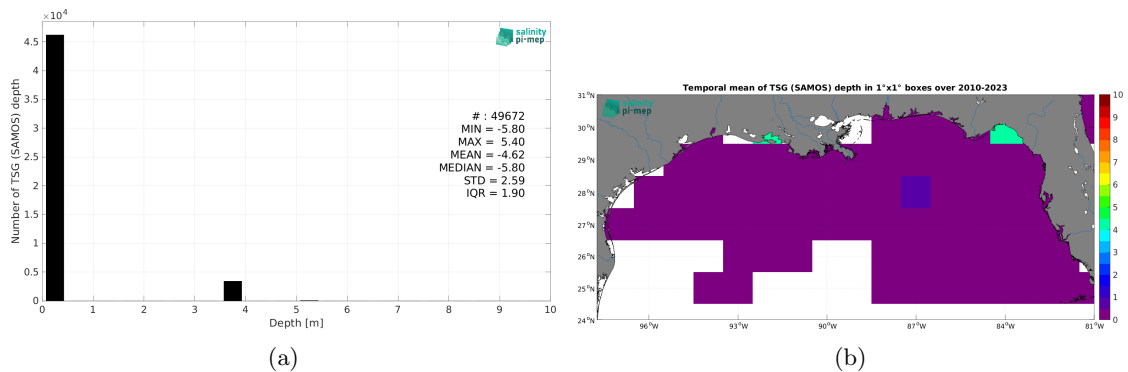 ×10⁴
salinity
pi-mep
4.5
4
3.5
3
2.5
2
1.5
1
0.5
0
Number of TSG (SAMOS) depth
# : 49672
MIN = -5.80
MAX = 5.40
MEAN = -4.62
MEDIAN = -5.80
STD = 2.59
IQR = 1.90
0 1 2 3 4 5 6 7 8 9 10
Depth [m]
(a)
Temporal mean of TSG (SAMOS) depth in 1°x1° boxes over 2010-2023
salinity
pi-mep
31°N
30°N
29°N
28°N
27°N
26°N
25°N
24°N
96°W 93°W 90°W 87°W 84°W 81°W
10
9
8
7
6
5
4
3
2
1
0
(b)